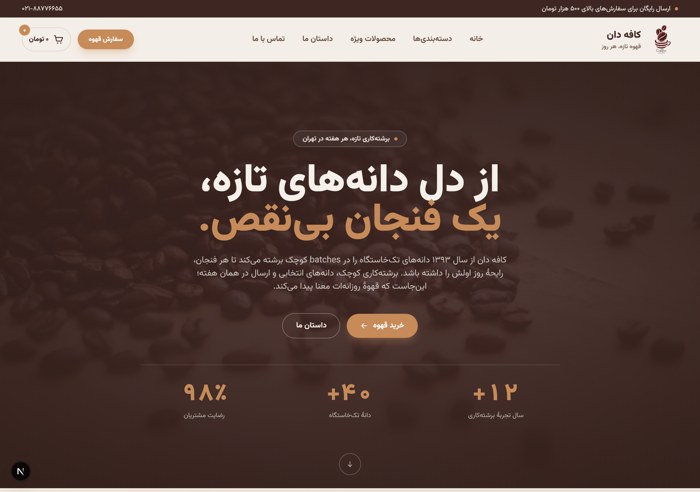 ارسال رایگان برای سفارش‌های بالای ۵۰۰ هزار تومان
۰۲۱-۸۸۷۷۶۶۵۵
کافه دان
قهوه تازه، هر روز
خانه
دسته‌بندی‌ها
محصولات ویژه
داستان ما
تماس با ما
سفارش قهوه
۰ تومان
۰
برشته‌کاری تازه، هر هفته در تهران
از دلِ دانه‌های تازه،
یک فنجان بی‌نقص.
کافه دان از سال ۱۳۹۳ دانه‌های تک‌خاستگاه را در batches کوچک برشته می‌کند تا هر فنجان،
رایحهٔ روز اولش را داشته باشد. برشته‌کاری کوچک، دانه‌های انتخابی و ارسال در همان هفته؛
این‌جاست که قهوهٔ روزانه‌ات معنا پیدا می‌کند.
خرید قهوه
داستان ما
+۱۲
سال تجربهٔ برشته‌کاری
+۴۰
دانهٔ تک‌خاستگاه
۹۸٪
رضایت مشتریان
N